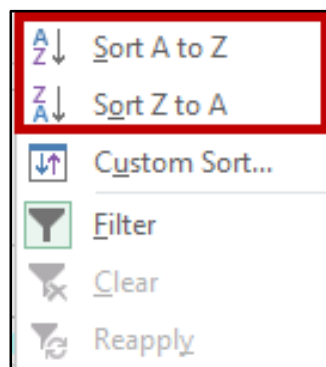 Sort A to Z
Sort Z to A
Custom Sort...
Filter
Clear
Reapply